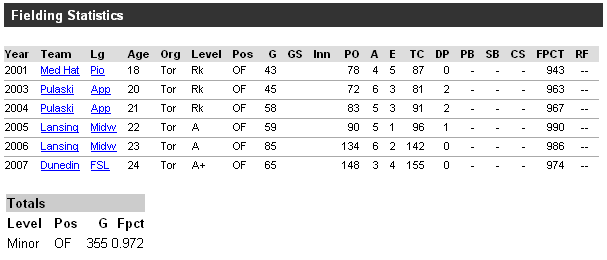 Fielding Statistics
Year Team Lg Age Org Level Pos G GS Inn PO A E TC DP PB SB CS FPCT RF
2001 Med Hat Pio 18 Tor Rk OF 43 78 4 5 87 0 - - - 943 --
2003 Pulaski App 20 Tor Rk OF 45 72 6 3 81 2 - - - 963 --
2004 Pulaski App 21 Tor Rk OF 58 83 5 3 91 2 - - - 967 --
2005 Lansing Midw 22 Tor A OF 59 90 5 1 96 1 - - - 990 --
2006 Lansing Midw 23 Tor A OF 85 134 6 2 142 0 - - - 986 --
2007 Dunedin FSL 24 Tor A+ OF 65 148 3 4 155 0 - - - 974 --
Totals
Level Pos G Fpct
Minor OF 355 0.972